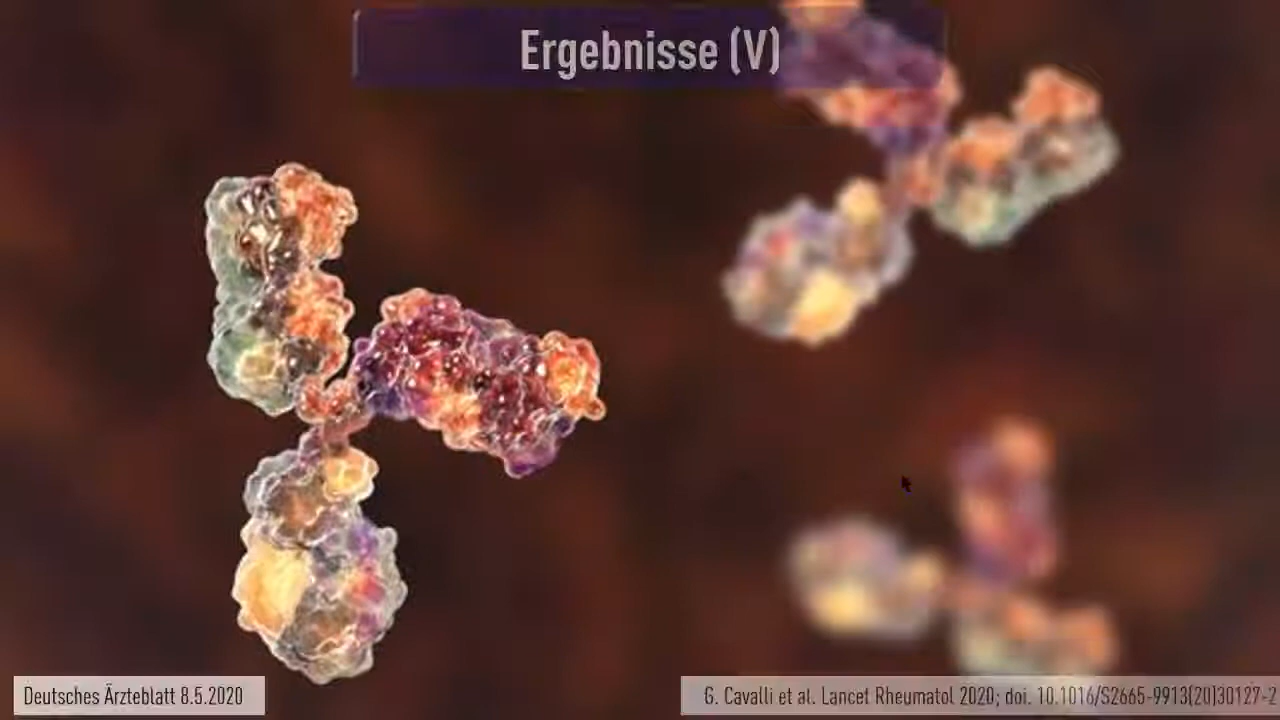 Ergebnisse (V)
Deutsches Ärzteblatt 8.5.2020
G. Cavalli et al. Lancet Rheumatol 2020; doi. 10.1016/S2665-9913(20)30127-2